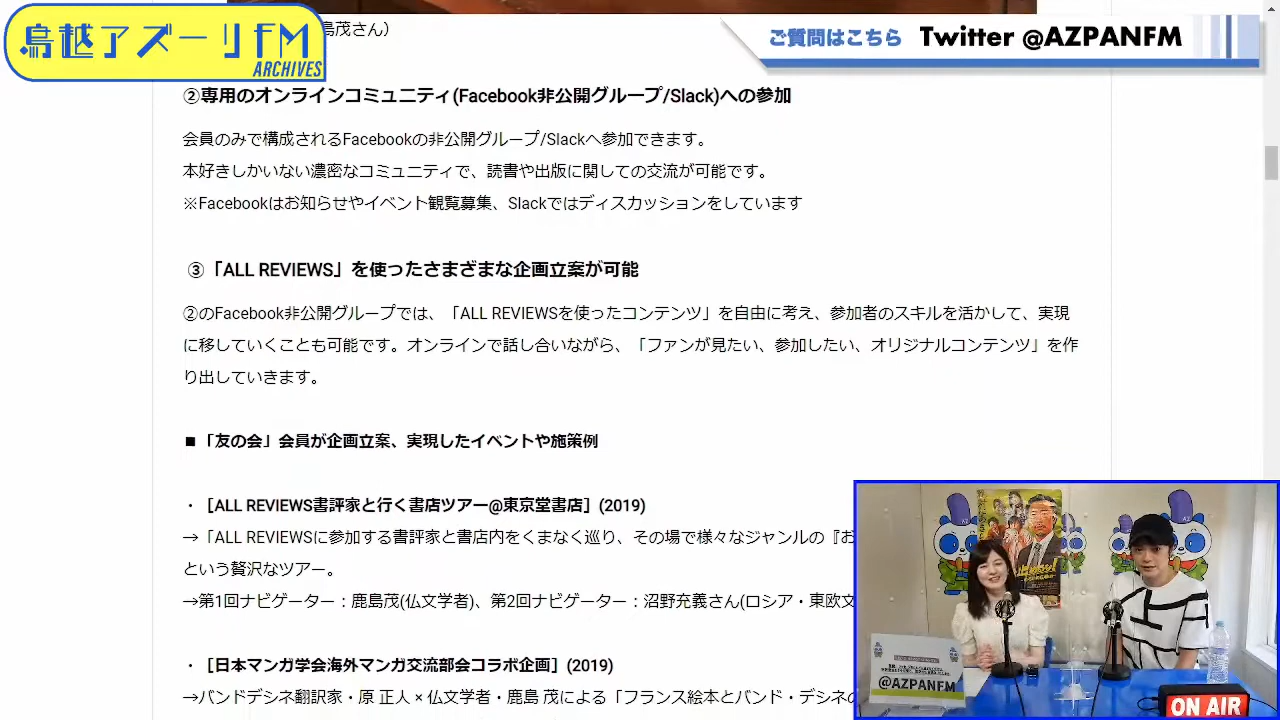 鳥越アズーリFM
ARCHIVES
島茂さん）
ご質問はこちら Twitter @AZPANFM
②専用のオンラインコミュニティ(Facebook非公開グループ/Slack)への参加
会員のみで構成されるFacebookの非公開グループ/Slackへ参加できます。
本好きしかいない濃密なコミュニティで、読書や出版に関しての交流が可能です。
※Facebookはお知らせやイベント観覧募集、Slackではディスカッションをしています
③「ALL REVIEWS」を使ったさまざまな企画立案が可能
②のFacebook非公開グループでは、「ALL REVIEWSを使ったコンテンツ」を自由に考え、参加者のスキルを活かして、実現
に移していくことも可能です。オンラインで話し合いながら、「ファンが見たい、参加したい、オリジナルコンテンツ」を作
り出していきます。
■「友の会」会員が企画立案、実現したイベントや施策例
・［ALL REVIEWS書評家と行く書店ツアー@東京堂書店］(2019)
→「ALL REVIEWSに参加する書評家と書店内をくまなく巡り、その場で様々なジャンルの『お
という贅沢なツアー。
→第1回ナビゲーター：鹿島茂(仏文学者)、第2回ナビゲーター：沼野充義さん(ロシア・東欧文
・［日本マンガ学会海外マンガ交流部会コラボ企画］(2019)
→バンドデシネ翻訳家・原 正人 × 仏文学者・鹿島 茂による「フランス絵本とバンド・デシネの
@AZPANFM
ON AIR